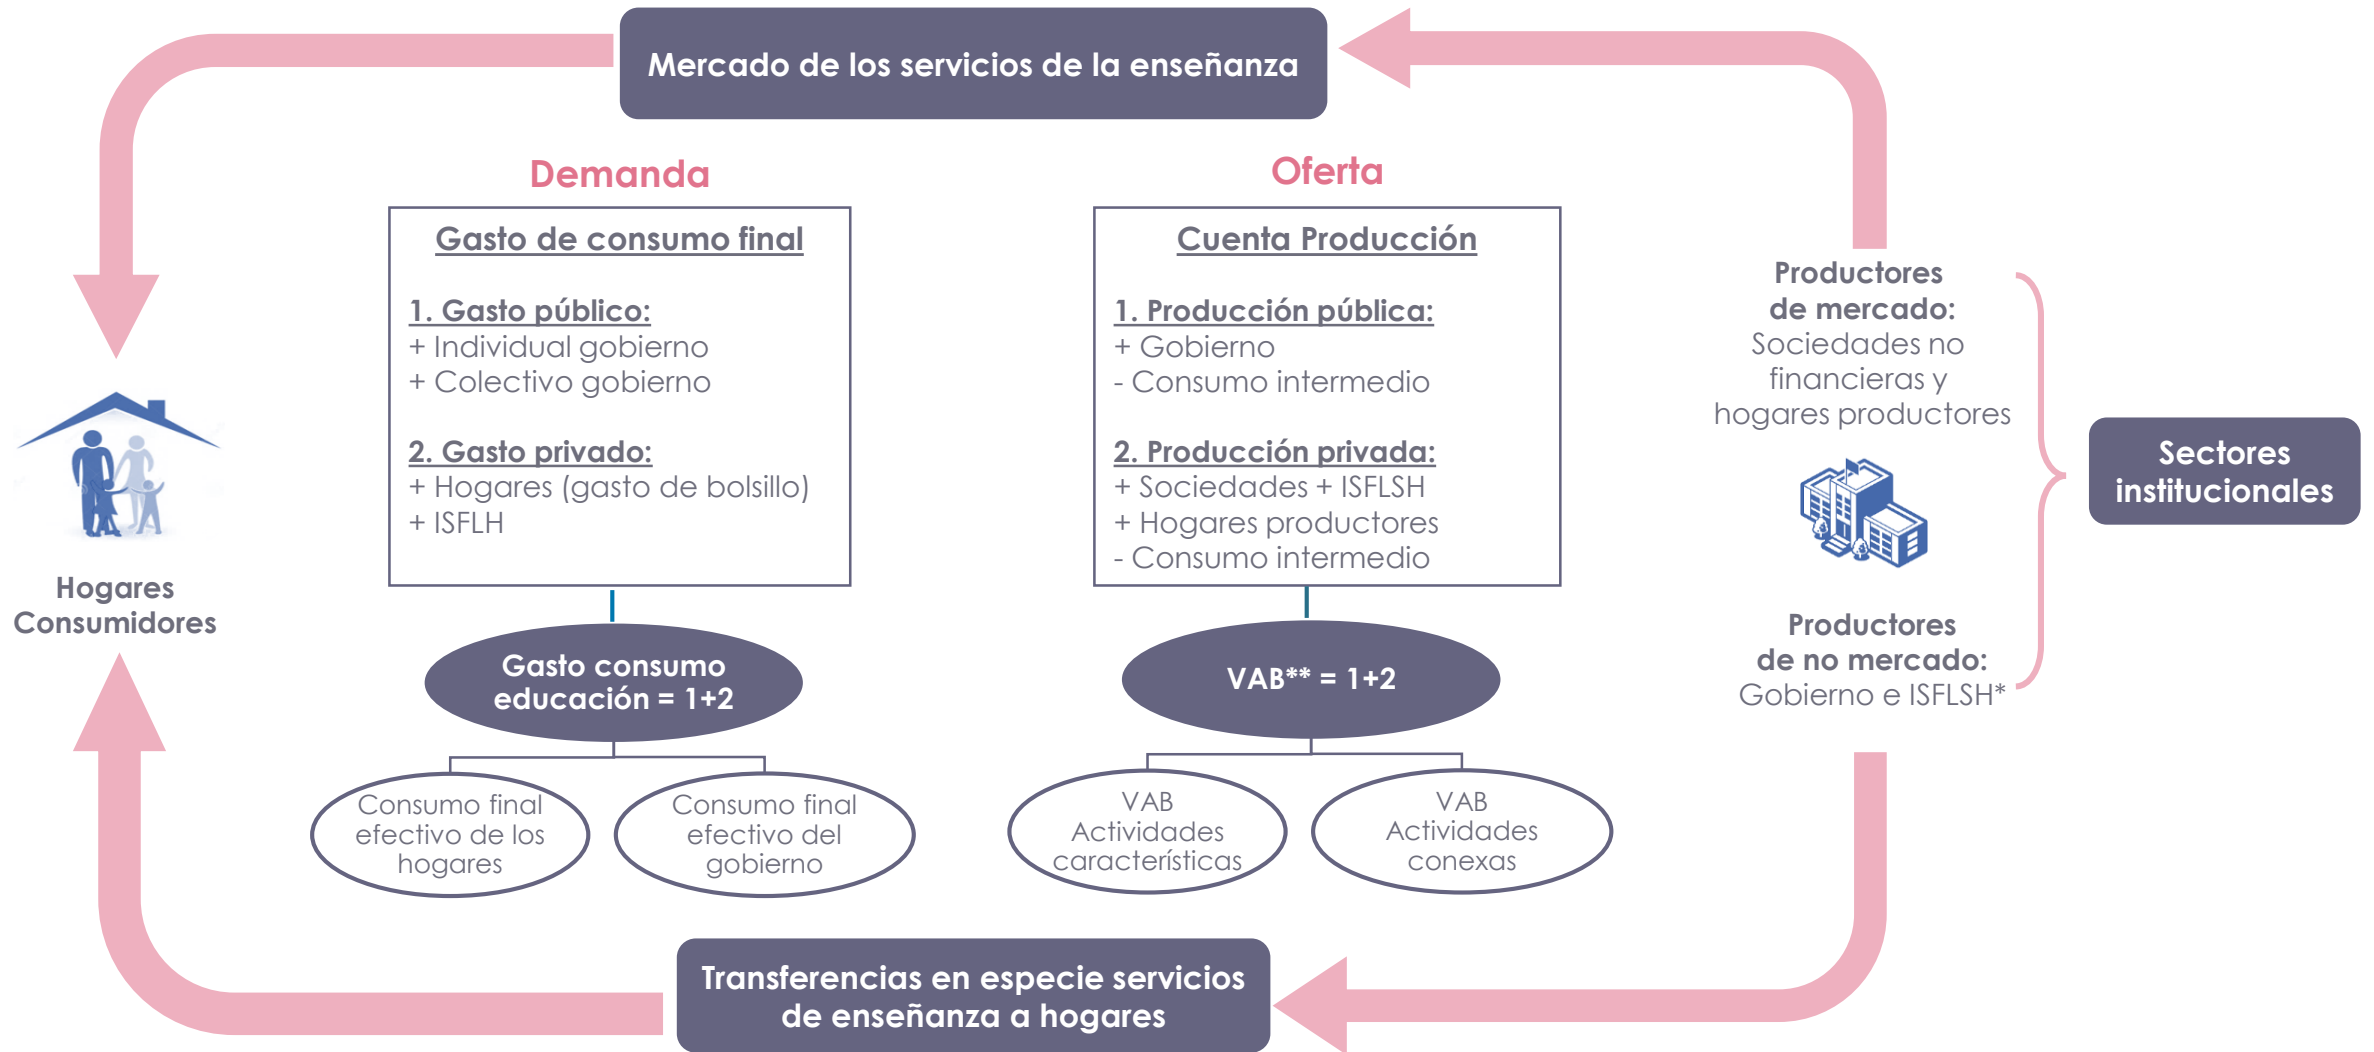 Mercado de los servicios de la enseñanza
Demanda
Gasto de consumo final
1. Gasto público:
+ Individual gobierno
+ Colectivo gobierno
2. Gasto privado:
+ Hogares (gasto de bolsillo)
+ ISFLH
Gasto consumo
educación = 1+2
Consumo final
efectivo de los
hogares
Consumo final
efectivo del
gobierno
Oferta
Cuenta Producción
1. Producción pública:
+ Gobierno
- Consumo intermedio
2. Producción privada:
+ Sociedades + ISFLSH
+ Hogares productores
- Consumo intermedio
VAB** = 1+2
VAB
Actividades
características
VAB
Actividades
conexas
Hogares
Consumidores
Productores
de mercado:
Sociedades no
financieras y
hogares productores
Productores
de no mercado:
Gobierno e ISFLSH*
Sectores
institucionales
Transferencias en especie servicios
de enseñanza a hogares